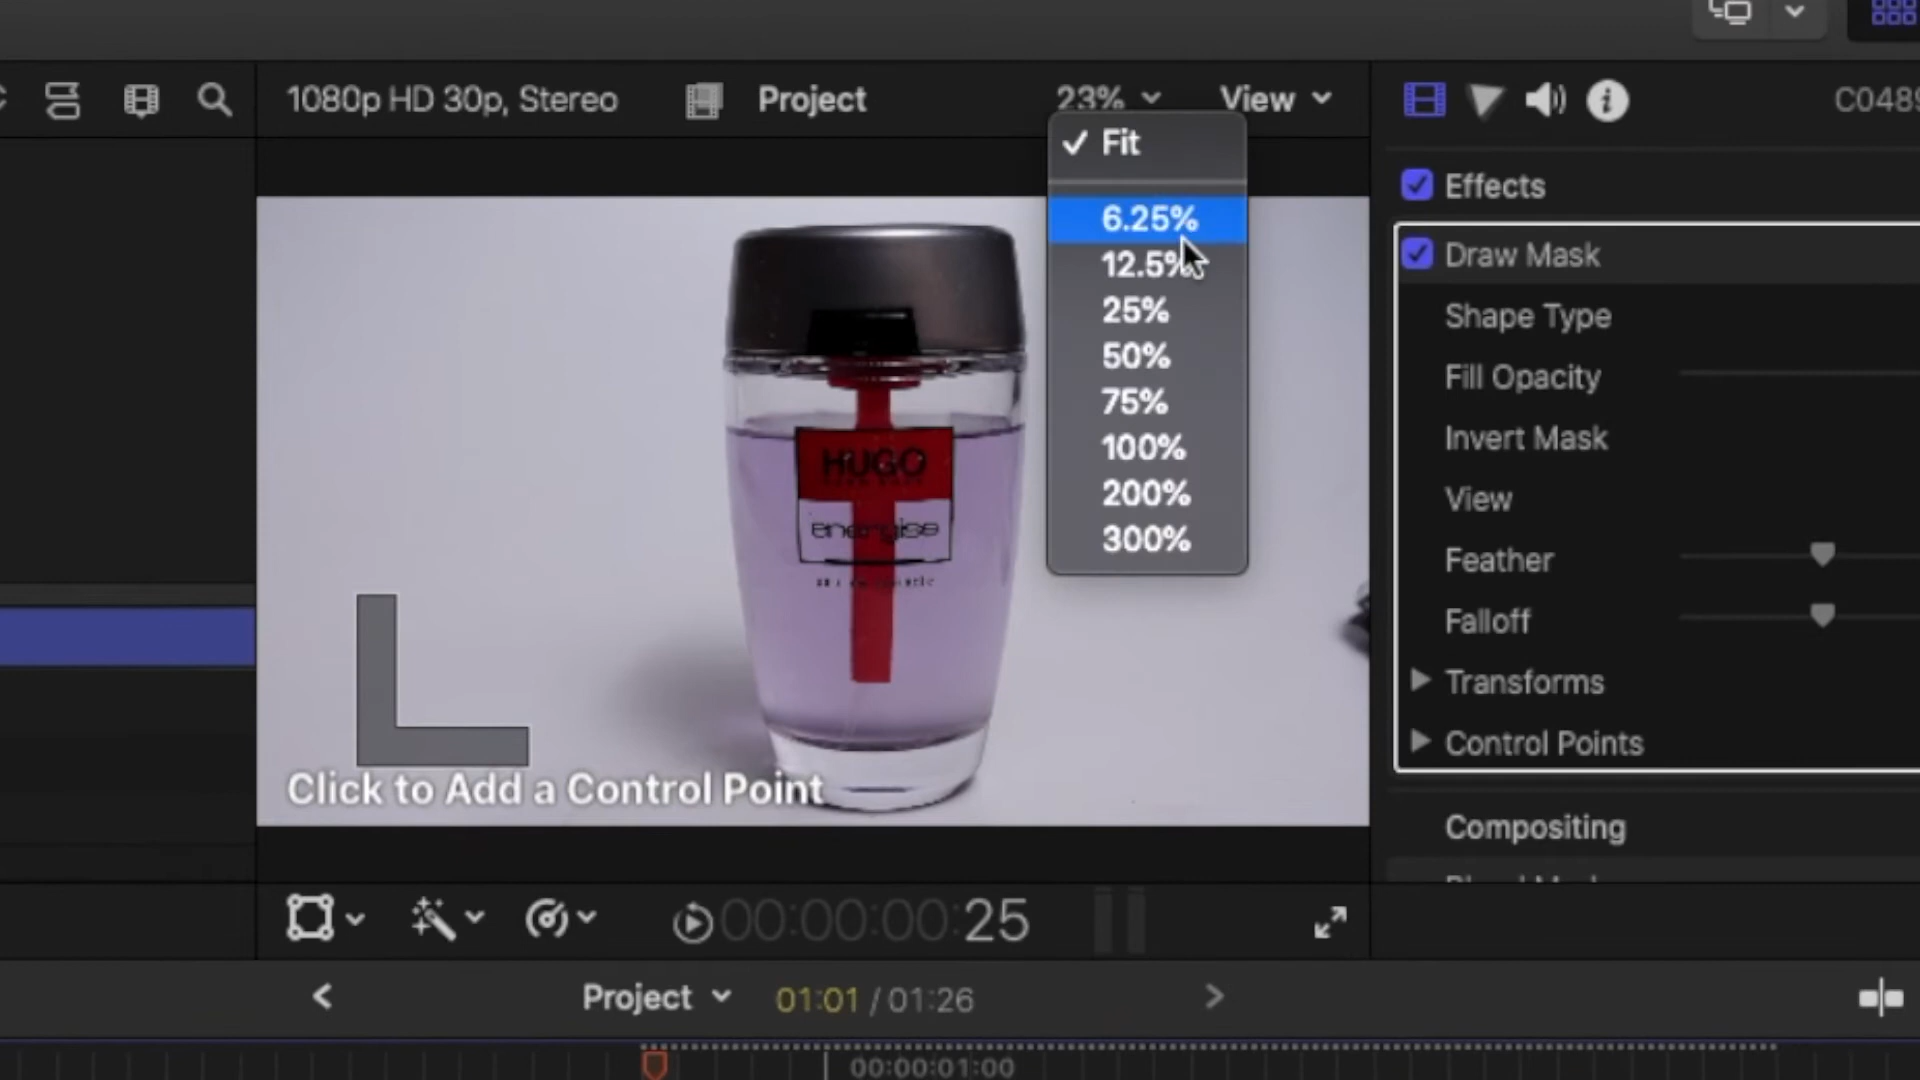 1080p HD 30p, Stereo
Project
23%
View
C0489
Fit
6.25%
12.5%
25%
50%
75%
100%
200%
300%
HUGO
energise
Click to Add a Control Point
Effects
Draw Mask
Shape Type
Fill Opacity
Invert Mask
View
Feather
Falloff
Transforms
Control Points
Compositing
00:00:00:25
Project
01:01 / 01:26
00:00:01:00